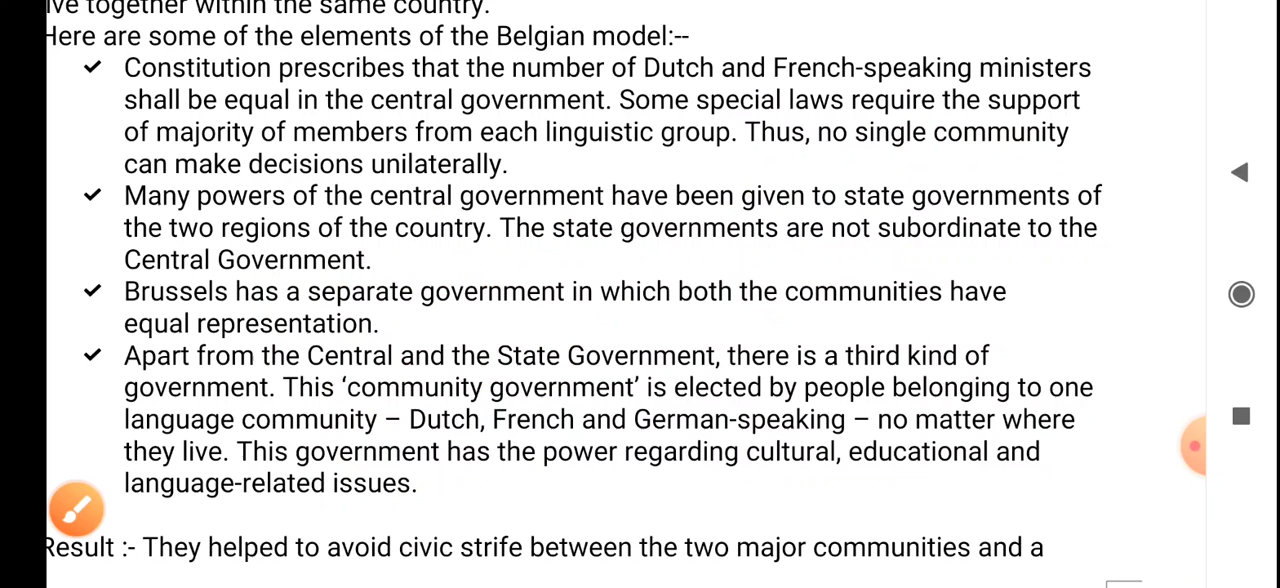 ive together within the same country.
Here are some of the elements of the Belgian model:--
✓ Constitution prescribes that the number of Dutch and French-speaking ministers
shall be equal in the central government. Some special laws require the support
of majority of members from each linguistic group. Thus, no single community
can make decisions unilaterally.
✓ Many powers of the central government have been given to state governments of
the two regions of the country. The state governments are not subordinate to the
Central Government.
✓ Brussels has a separate government in which both the communities have
equal representation.
✓ Apart from the Central and the State Government, there is a third kind of
government. This ‘community government’ is elected by people belonging to one
language community – Dutch, French and German-speaking – no matter where
they live. This government has the power regarding cultural, educational and
language-related issues.
Result :- They helped to avoid civic strife between the two major communities and a